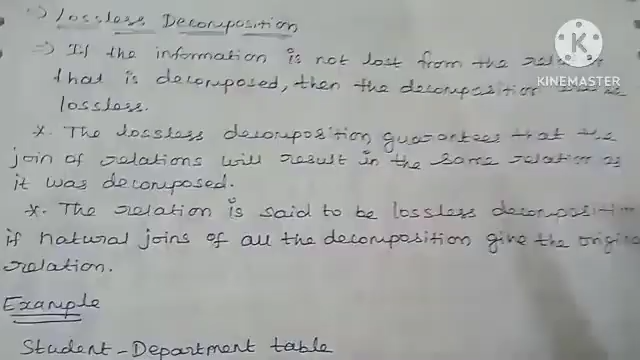 →) Lossless Decomposition
⇒ If the information is not lost from the
that is decomposed, then the decomposition
lossless.
*. The lossless decomposition guarantees that the
join of relations will result in the same relation as
it was decomposed.
*. The relation is said to be lossless
if natural joins of all the decomposition give the
relation.
Example
Student - Department table
KINEMASTER